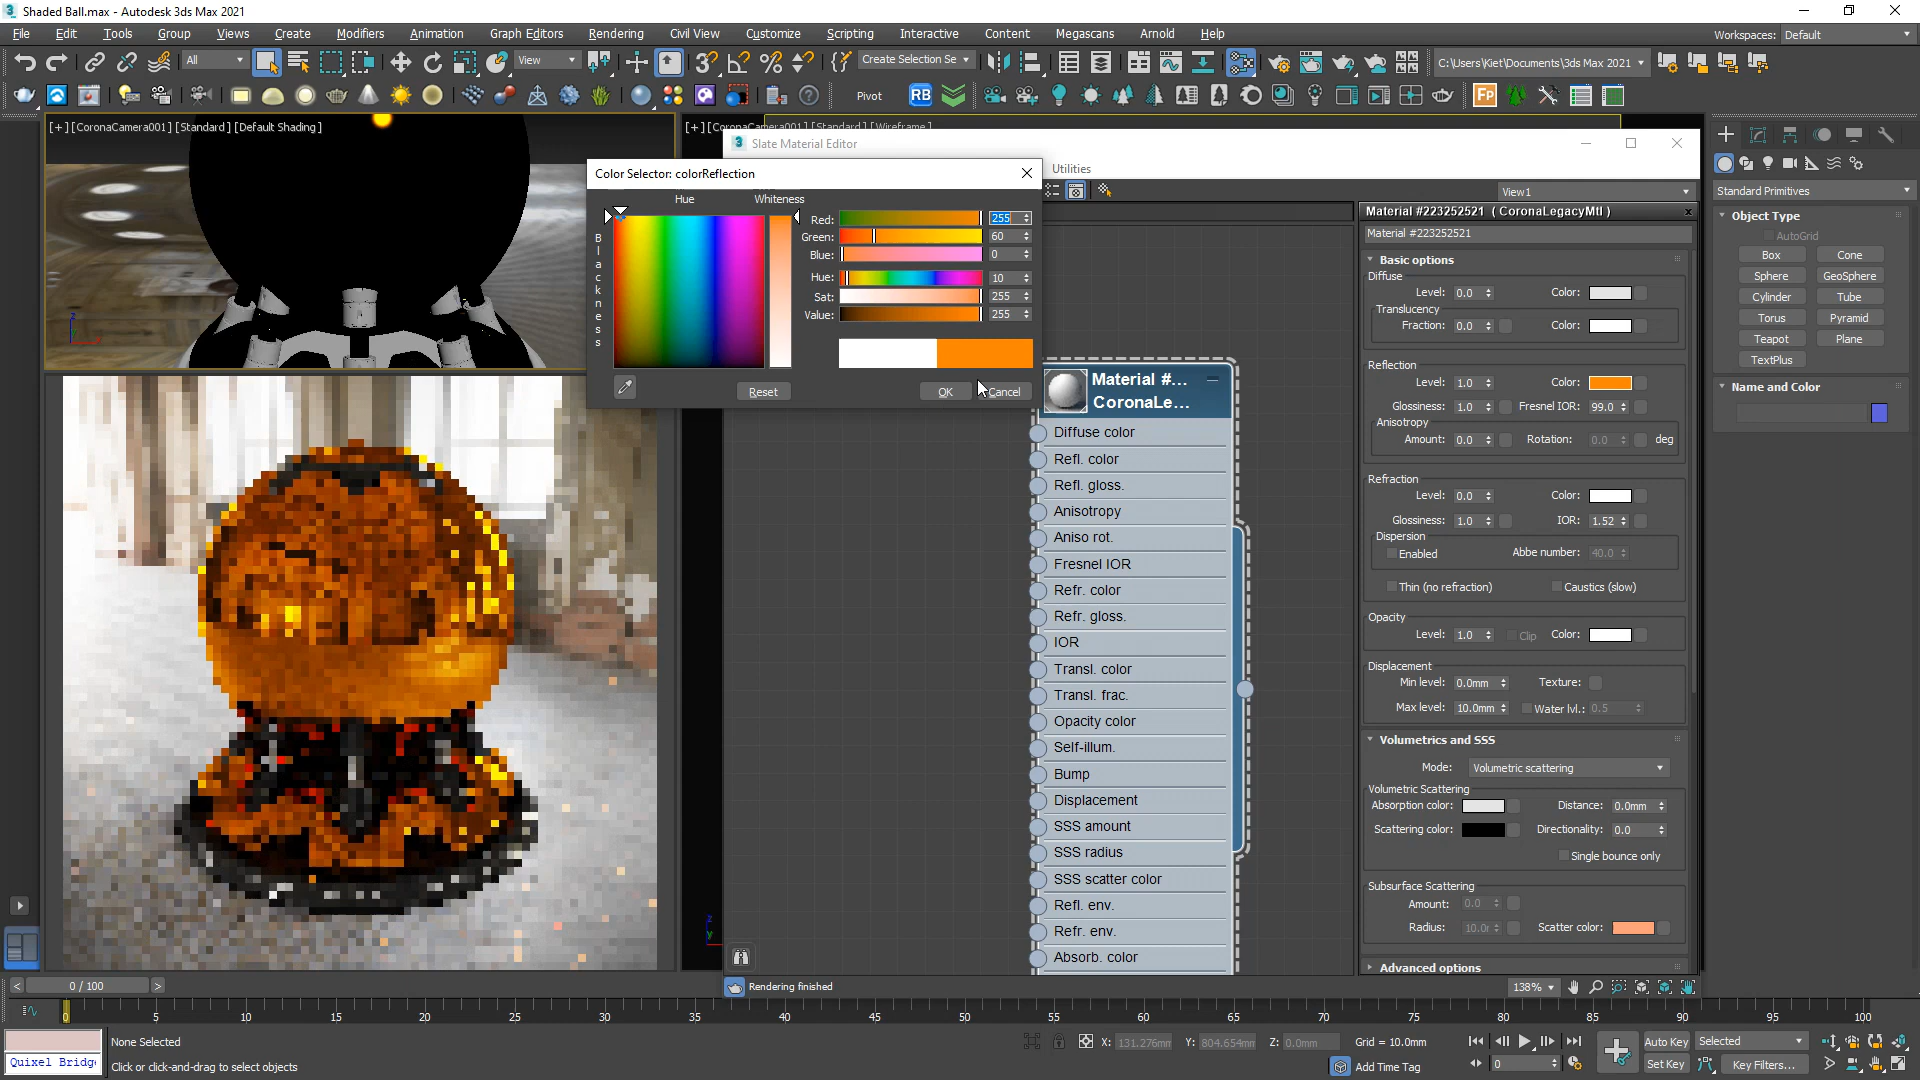 Shaded Ball.max - Autodesk 3ds Max 2021
File Edit Tools Group Views Create Modifiers Animation Graph Editors Rendering Civil View Customize Scripting Interactive Content Megascans Arnold Help
Workspaces: Default
All View Create Selection Se C:\Users\Kiet\Documents\3ds Max 2021
Pivot RB Fp
[+] [CoronaCamera001] [Standard] [Default Shading]
[+] [CoronaCamera001] [Standard] [Wireframe]
Slate Material Editor
Utilities
View1
Color Selector: colorReflection
Hue Whiteness
Blackness
Red: 255
Green: 60
Blue: 0
Hue: 10
Sat: 255
Value: 255
Reset OK Cancel
Material #...
CoronaLe...
Diffuse color
Refl. color
Refl. gloss.
Anisotropy
Aniso rot.
Fresnel IOR
Refr. color
Refr. gloss.
IOR
Transl. color
Transl. frac.
Opacity color
Self-illum.
Bump
Displacement
SSS amount
SSS radius
SSS scatter color
Refl. env.
Refr. env.
Absorb. color
Rendering finished
138%
Material #223252521 ( CoronaLegacyMtl )
Material #223252521
Basic options
Diffuse
Level: 0.0 Color:
Translucency
Fraction: 0.0 Color:
Reflection
Level: 1.0 Color:
Glossiness: 1.0 Fresnel IOR: 99.0
Anisotropy
Amount: 0.0 Rotation: 0.0 deg
Refraction
Level: 0.0 Color:
Glossiness: 1.0 IOR: 1.52
Dispersion
Enabled Abbe number: 40.0
Thin (no refraction) Caustics (slow)
Opacity
Level: 1.0 Clip Color:
Displacement
Min level: 0.0mm Texture:
Max level: 10.0mm Water lvl.: 0.5
Volumetrics and SSS
Mode: Volumetric scattering
Volumetric Scattering
Absorption color: Distance: 0.0mm
Scattering color: Directionality: 0.0
Single bounce only
Subsurface Scattering
Amount: 0.0
Radius: 10.0r Scatter color:
Advanced options
Standard Primitives
Object Type
AutoGrid
Box Cone
Sphere GeoSphere
Cylinder Tube
Torus Pyramid
Teapot Plane
TextPlus
Name and Color
0 / 100
0 5 10 15 20 25 30 35 40 45 50 55 60 65 70 75 80 85 90 95 100
None Selected
Quixel Bridg
Click or click-and-drag to select objects
X: 131.276mm Y: 804.654mm Z: 0.0mm Grid = 10.0mm
Add Time Tag
0
Auto Key Selected
Set Key Key Filters...